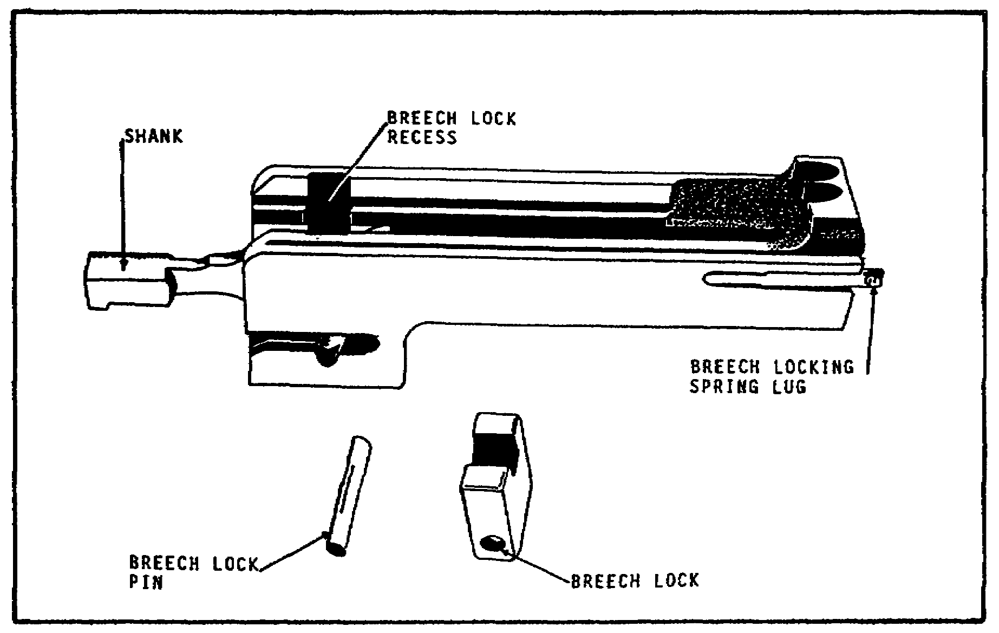 SHANK
BREECH LOCK
RECESS
BREECH LOCKING
SPRING LUG
BREECH LOCK
PIN
BREECH LOCK